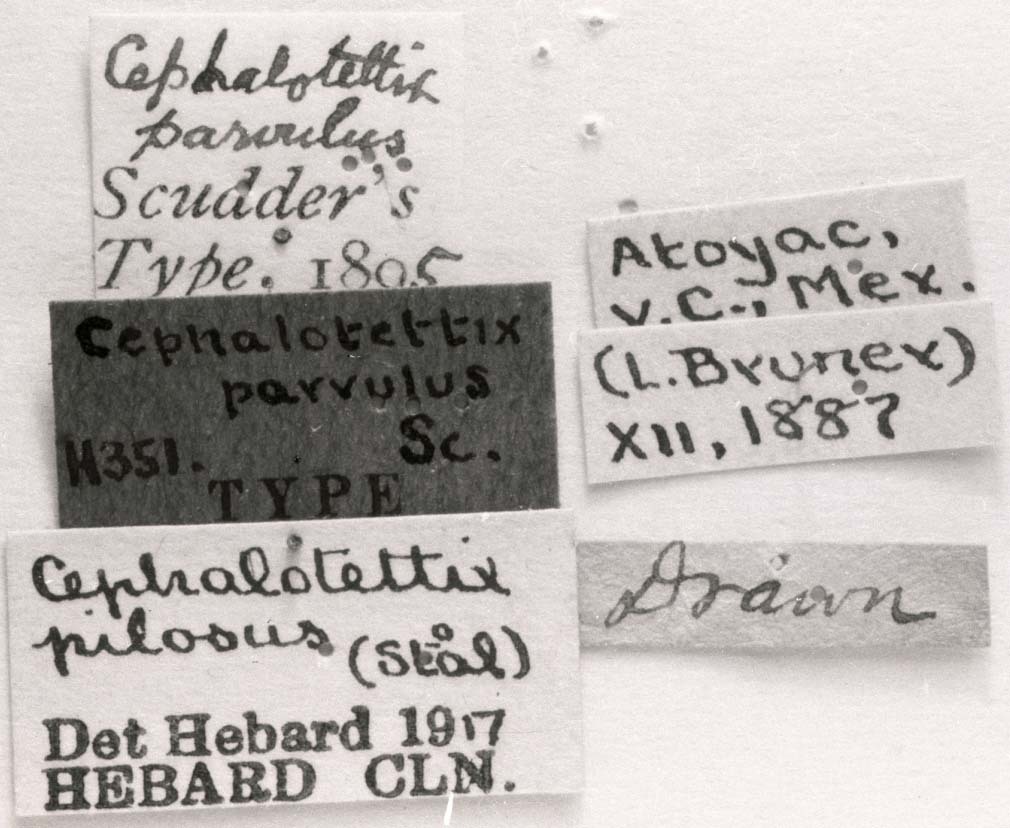 Cephalotettix
parvulus
Scudder's
Type. 1895
Cephalotettix
parvulus
Sc.
H351.
TYPE
Cephalotettix
pilosus (Stål)
Det Hebard 1917
HEBARD CLN.
Atoyac,
V.C., Mex.
(L. Bruner)
XII, 1887
Drawn